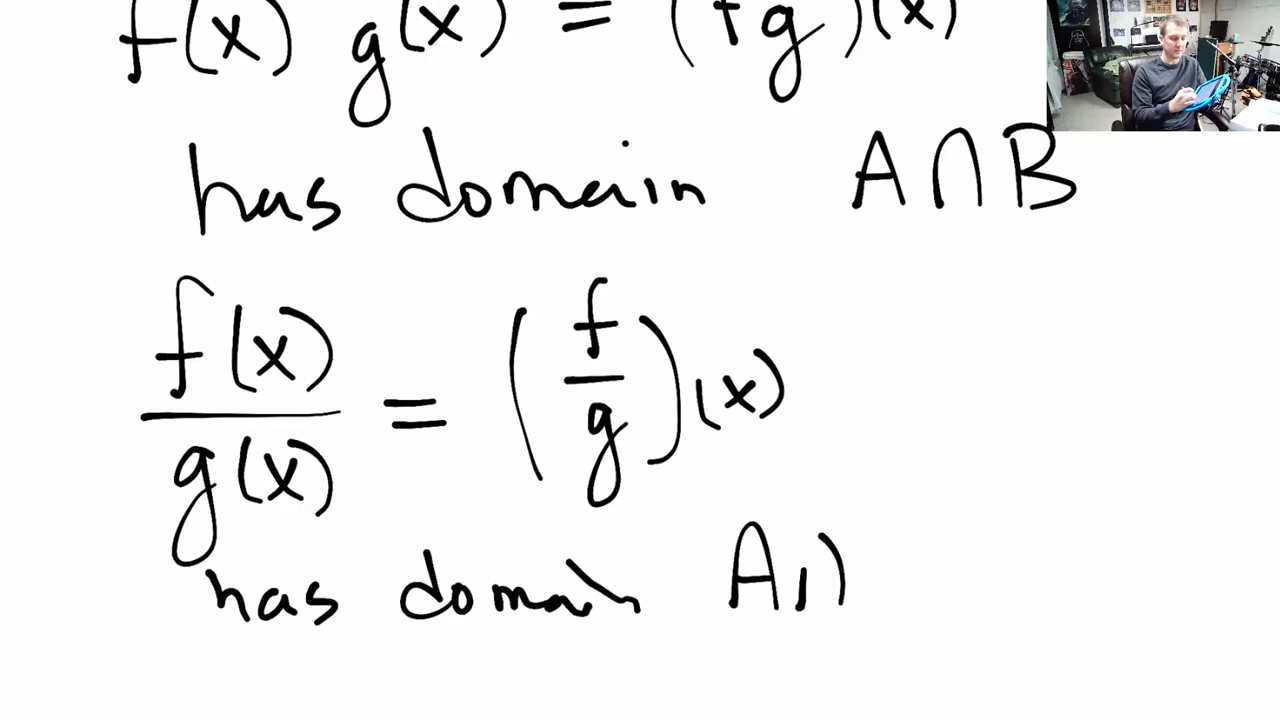 f(x) g(x) = (fg)(x)
has domain A∩B
f(x)/g(x) = (f/g)(x)
has domain A∩